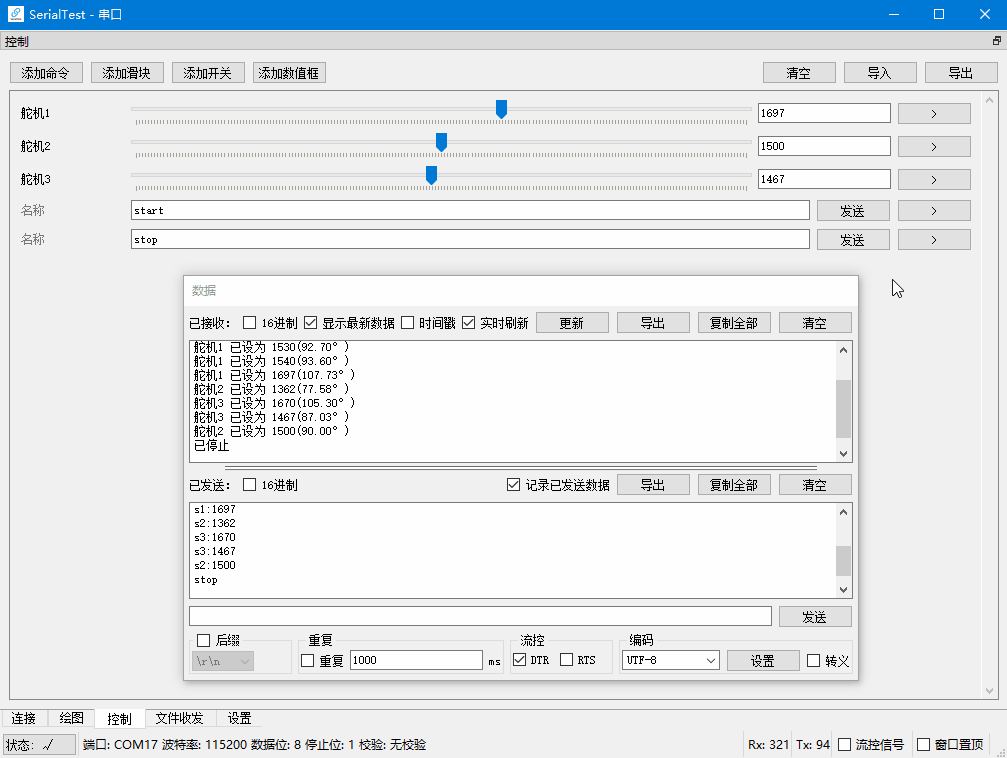 SerialTest - 串口
控制
添加命令 添加滑块 添加开关 添加数值框 清空 导入 导出
舵机1 1697 >
舵机2 1500 >
舵机3 1467 >
名称 start 发送 >
名称 stop 发送 >
数据
已接收: 16进制 显示最新数据 时间戳 实时刷新 更新 导出 复制全部 清空
舵机1 已设为 1530(92.70°)
舵机1 已设为 1540(93.60°)
舵机1 已设为 1697(107.73°)
舵机2 已设为 1362(77.58°)
舵机3 已设为 1670(105.30°)
舵机3 已设为 1467(87.03°)
舵机2 已设为 1500(90.00°)
已停止
已发送: 16进制 记录已发送数据 导出 复制全部 清空
s1:1697
s2:1362
s3:1670
s3:1467
s2:1500
stop
发送
后缀 重复 流控 编码
\r\n 重复 1000 ms DTR RTS UTF-8 设置 转义
连接 绘图 控制 文件收发 设置
状态: √ 端口: COM17 波特率: 115200 数据位: 8 停止位: 1 校验: 无校验 Rx: 321 Tx: 94 流控信号 窗口置顶